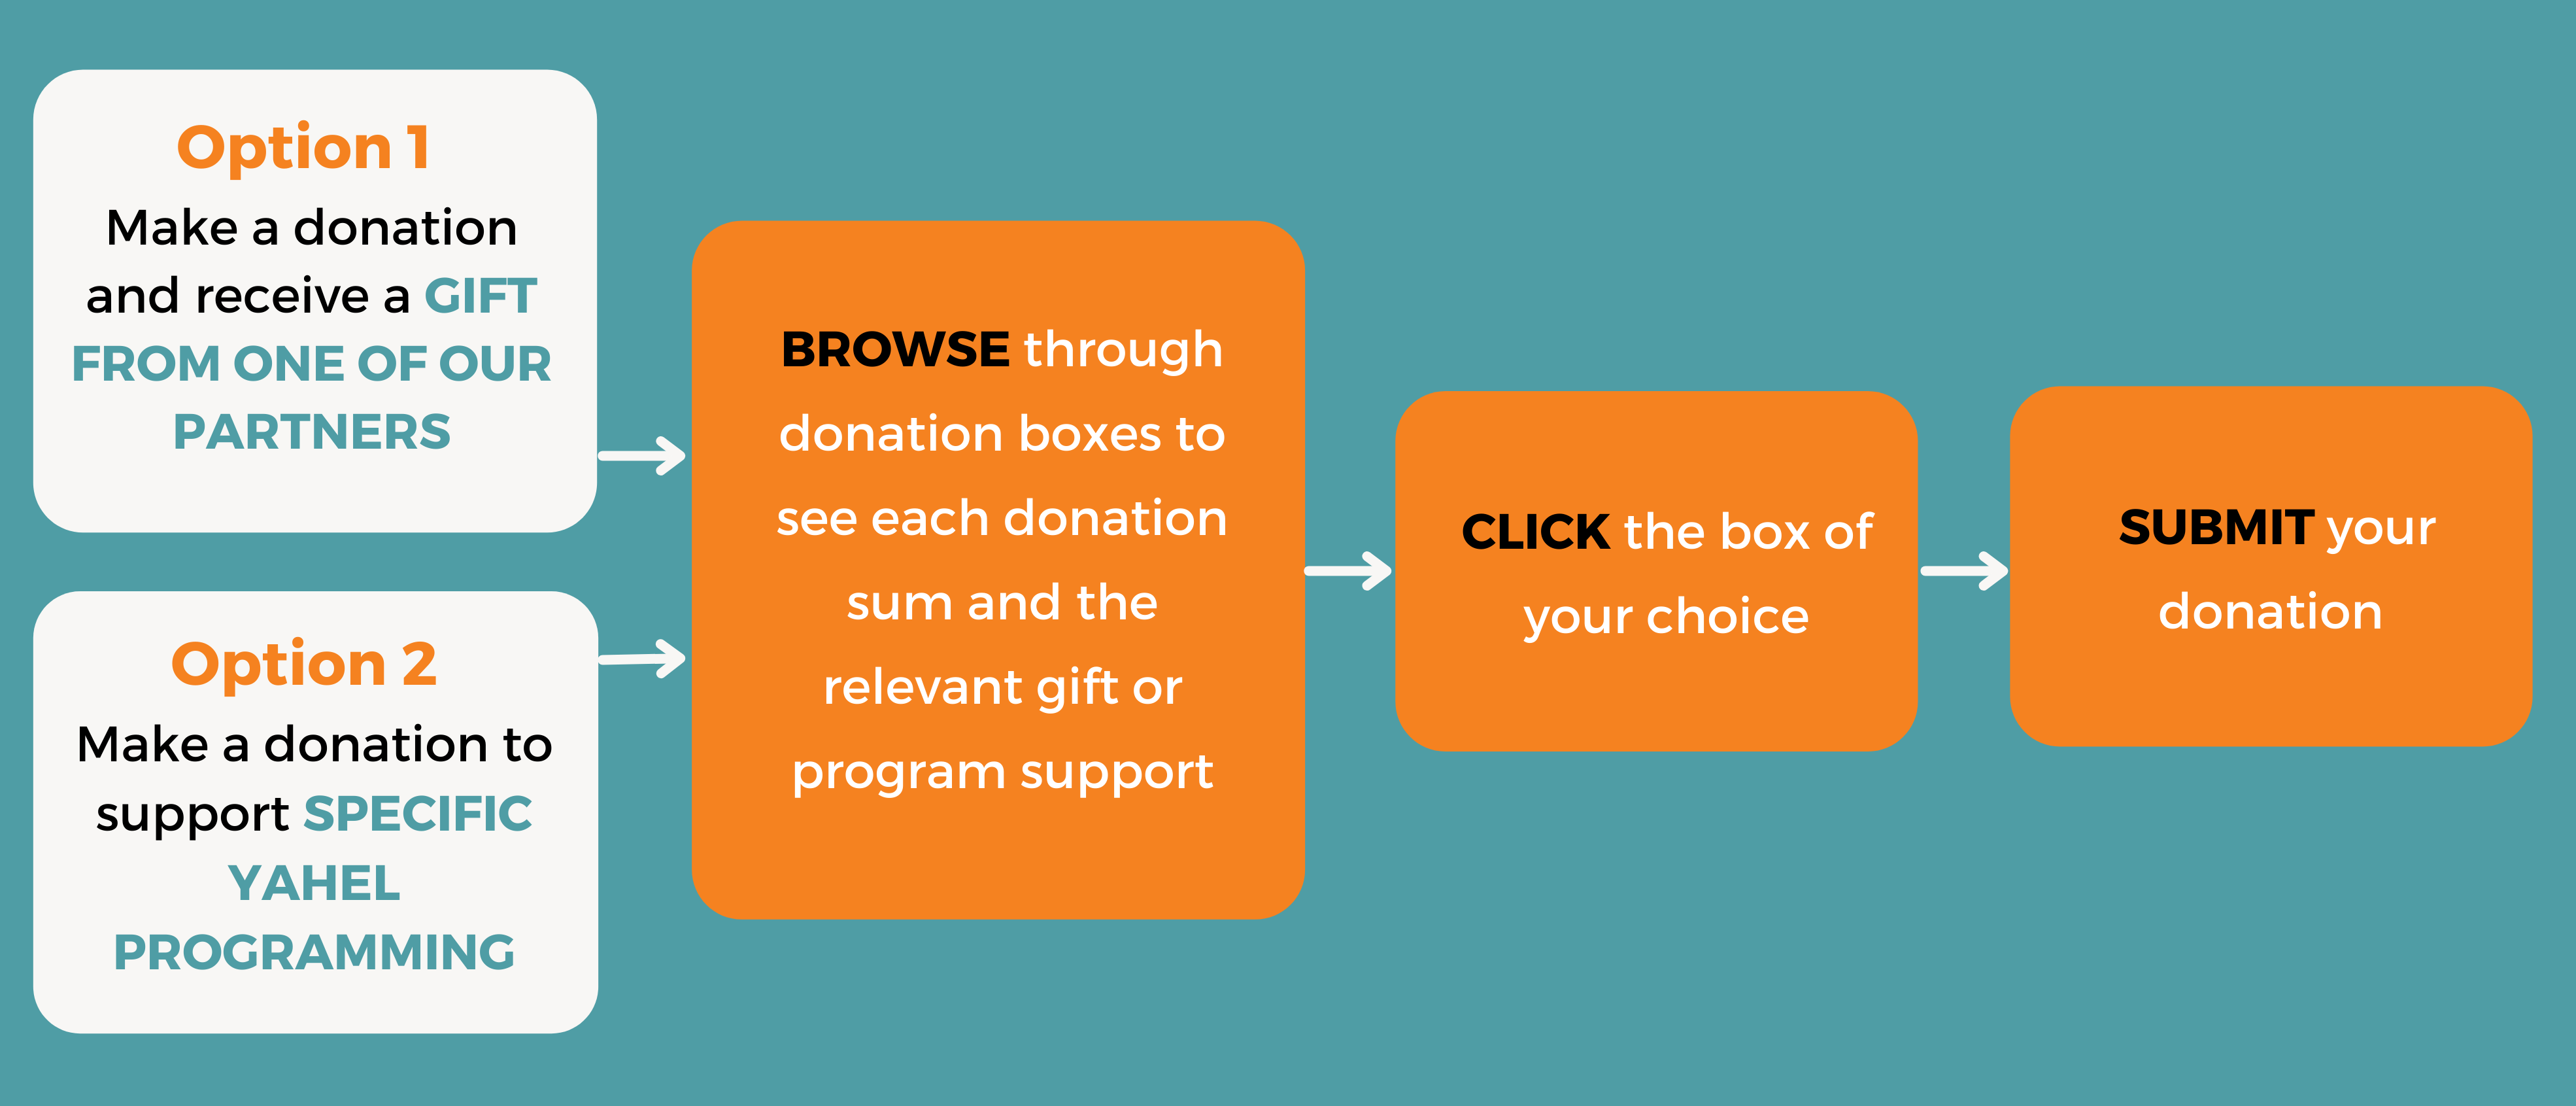 Option 1
Make a donation
and receive a GIFT
FROM ONE OF OUR
PARTNERS
Option 2
Make a donation to
support SPECIFIC
YAHEL
PROGRAMMING
BROWSE through
donation boxes to
see each donation
sum and the
relevant gift or
program support
CLICK the box of
your choice
SUBMIT your
donation